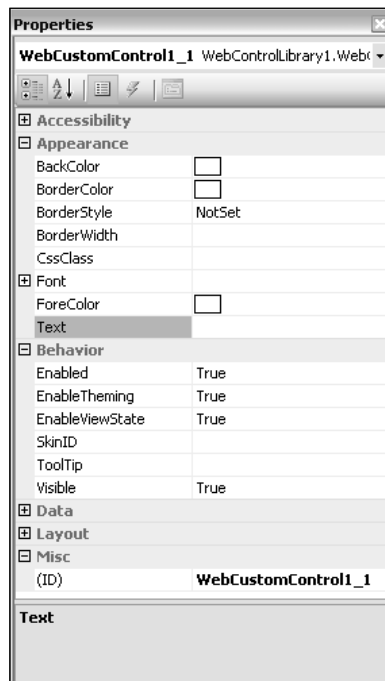 Properties
WebCustomControl1_1 WebControlLibrary1.Web
Accessibility
Appearance
BackColor
BorderColor
BorderStyle NotSet
BorderWidth
CssClass
Font
ForeColor
Text
Behavior
Enabled True
EnableTheming True
EnableViewState True
SkinID
ToolTip
Visible True
Data
Layout
Misc
(ID) WebCustomControl1_1
Text